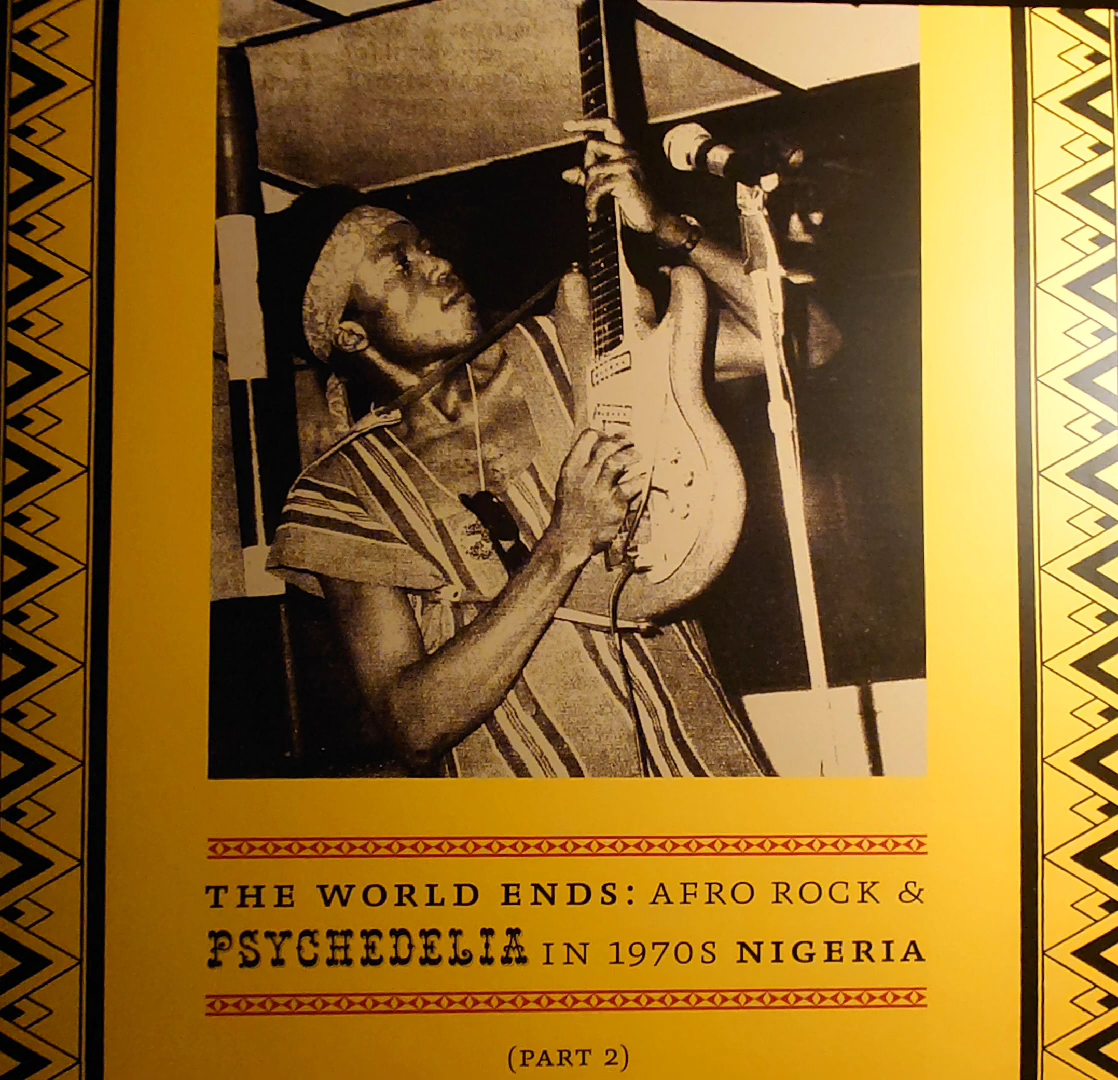 THE WORLD ENDS: AFRO ROCK &
PSYCHEDELIA IN 1970S NIGERIA
(PART 2)